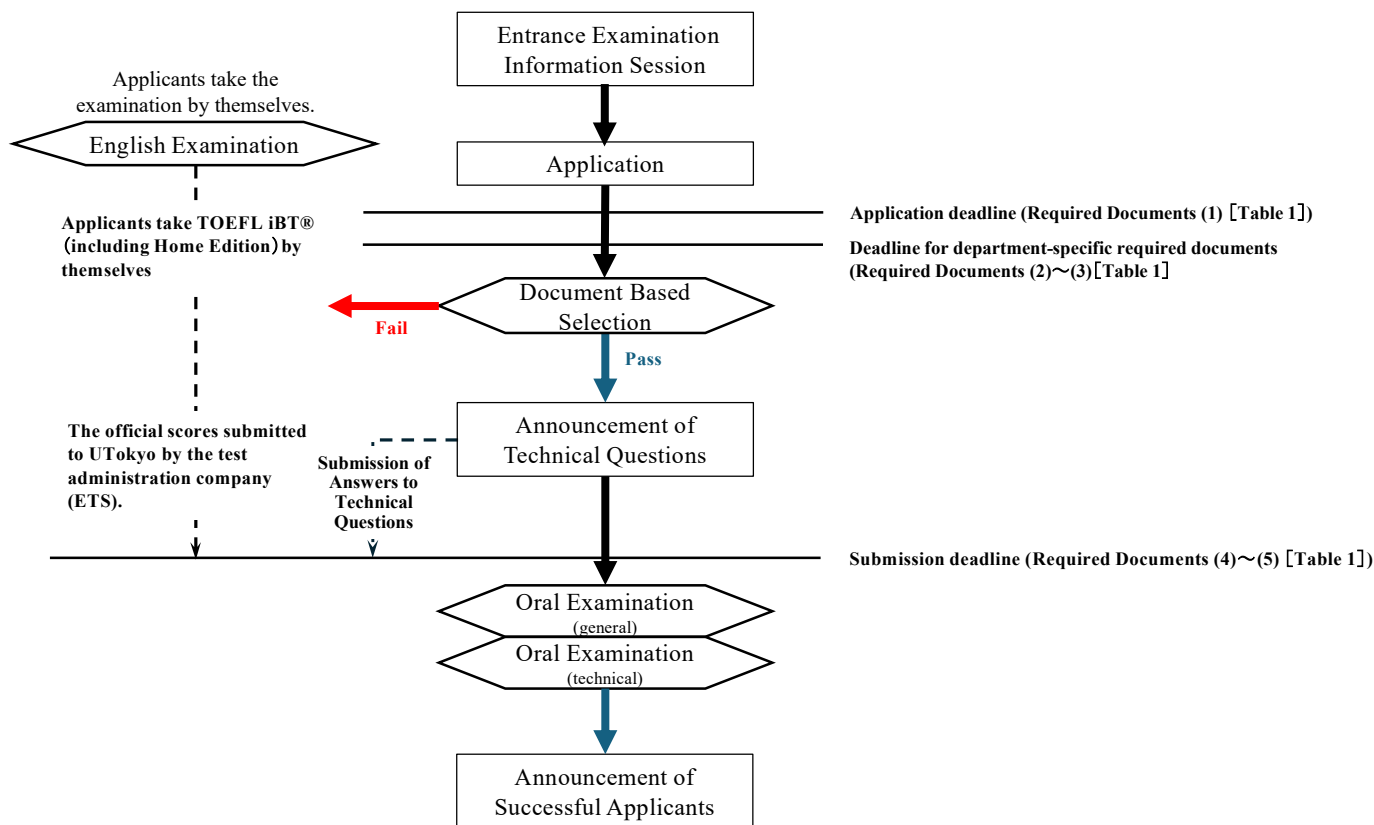 Entrance Examination
Information Session
Applicants take the
examination by themselves.
English Examination
Application
Applicants take TOEFL iBT®
（including Home Edition）by
themselves
Application deadline (Required Documents (1)［Table 1］)
Deadline for department-specific required documents
(Required Documents (2)～(3)［Table 1］
Document Based
Selection
Fail
Pass
The official scores submitted
to UTokyo by the test
administration company
(ETS).
Submission of
Answers to
Technical
Questions
Announcement of
Technical Questions
Submission deadline (Required Documents (4)～(5)［Table 1］)
Oral Examination
(general)
Oral Examination
(technical)
Announcement of
Successful Applicants